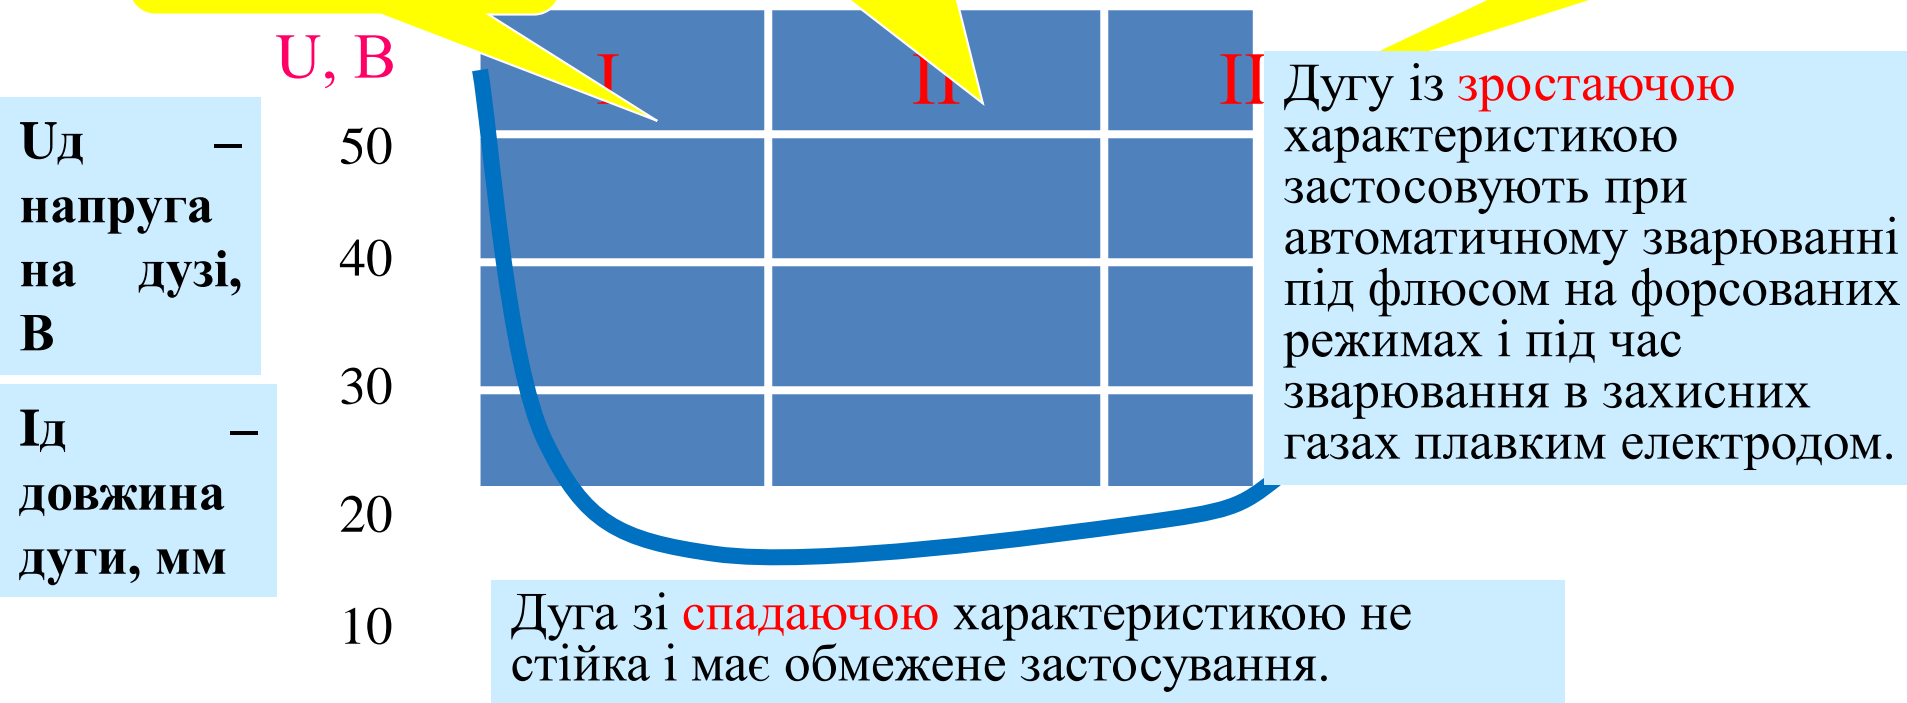 U, В
I
II
II
50
40
30
20
10
Uд –
напруга
на дузі,
В
Ід –
довжина
дуги, мм
Дугу із зростаючою
характеристикою
застосовують при
автоматичному зварюванні
під флюсом на форсованих
режимах і під час
зварювання в захисних
газах плавким електродом.
Дуга зі спадаючою характеристикою не
стійка і має обмежене застосування.